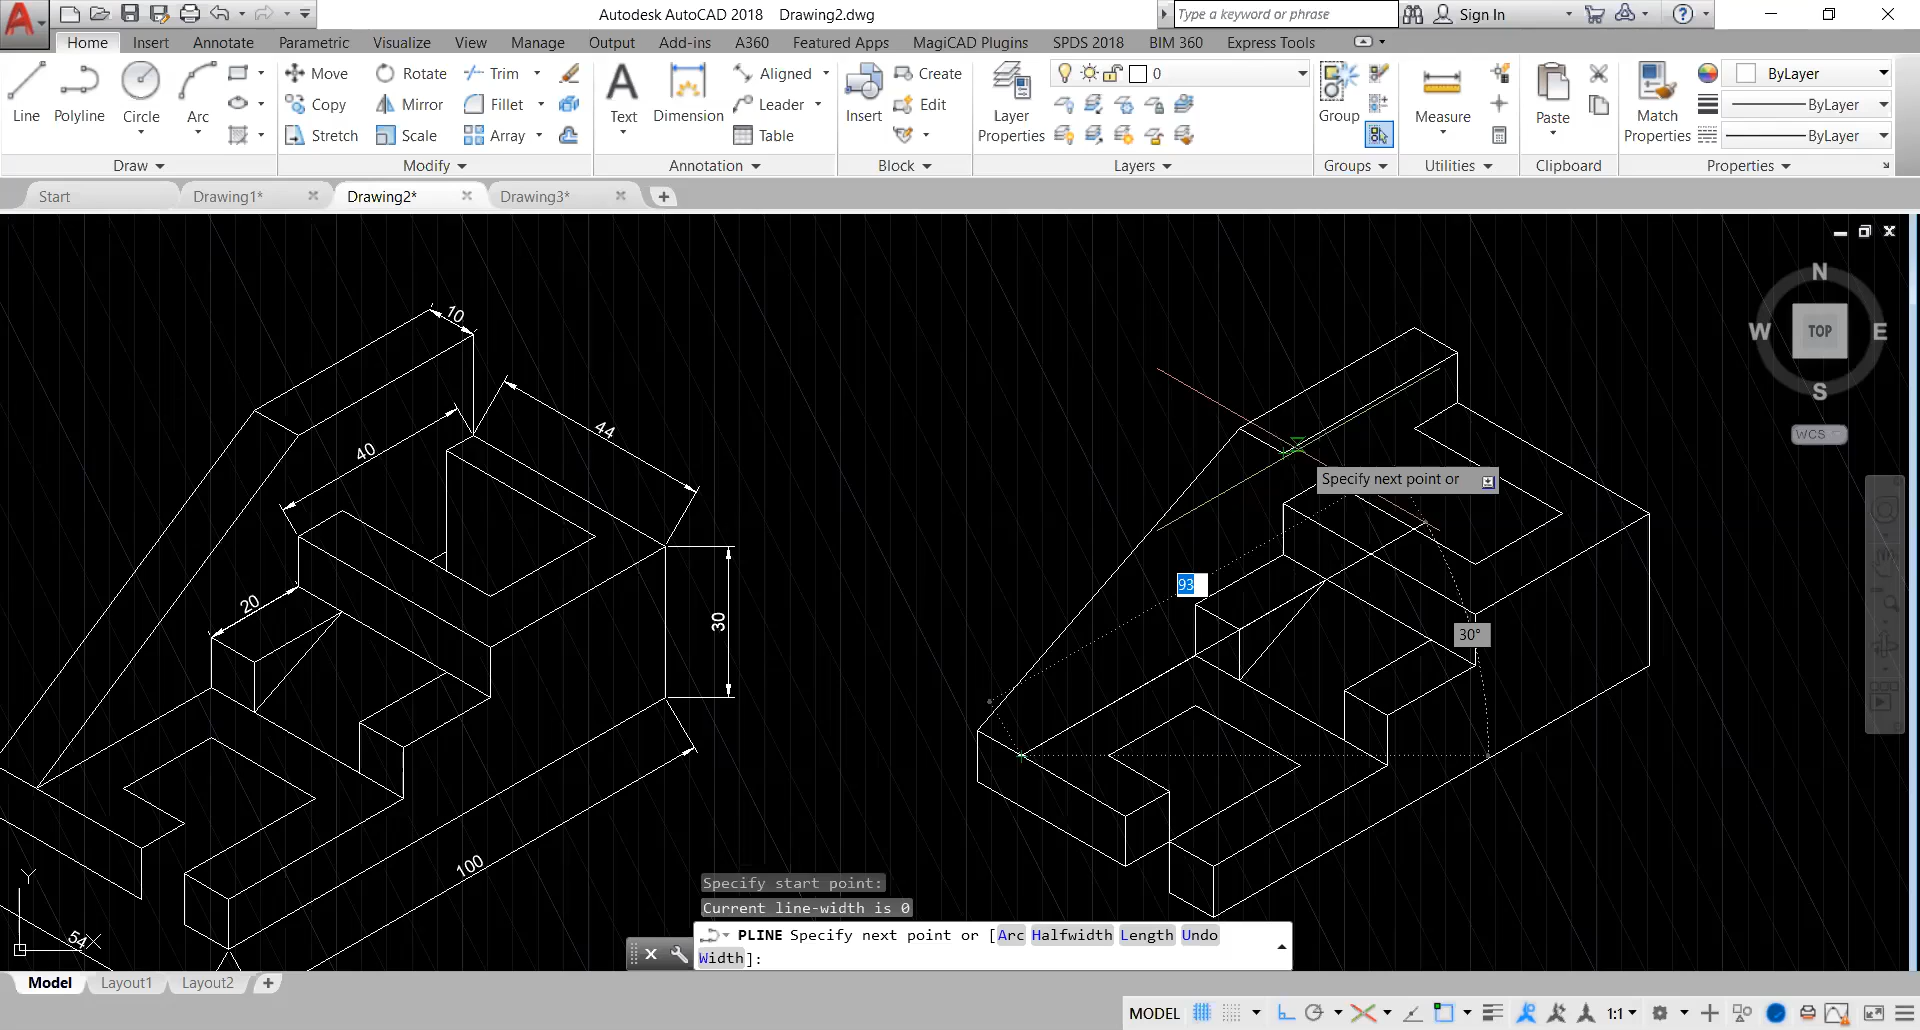 Autodesk AutoCAD 2018 Drawing2.dwg
Type a keyword or phrase
Sign In
Home Insert Annotate Parametric Visualize View Manage Output Add-ins A360 Featured Apps MagiCAD Plugins SPDS 2018 BIM 360 Express Tools
Line Polyline Circle Arc
Move Rotate Trim
Copy Mirror Fillet
Stretch Scale Array
Text Dimension
Aligned
Leader
Table
Insert
Create
Edit
Layer Properties
0
Group
Measure
Paste
Match Properties
ByLayer
ByLayer
ByLayer
Draw Modify Annotation Block Layers Groups Utilities Clipboard Properties
Start Drawing1* Drawing2* Drawing3*
N
W TOP E
S
WCS
10
44
40
20
30
100
54
Specify next point or
93
30°
Y
X
Specify start point:
Current line-width is 0
PLINE Specify next point or [Arc Halfwidth Length Undo
Width]:
Model Layout1 Layout2
MODEL 1:1